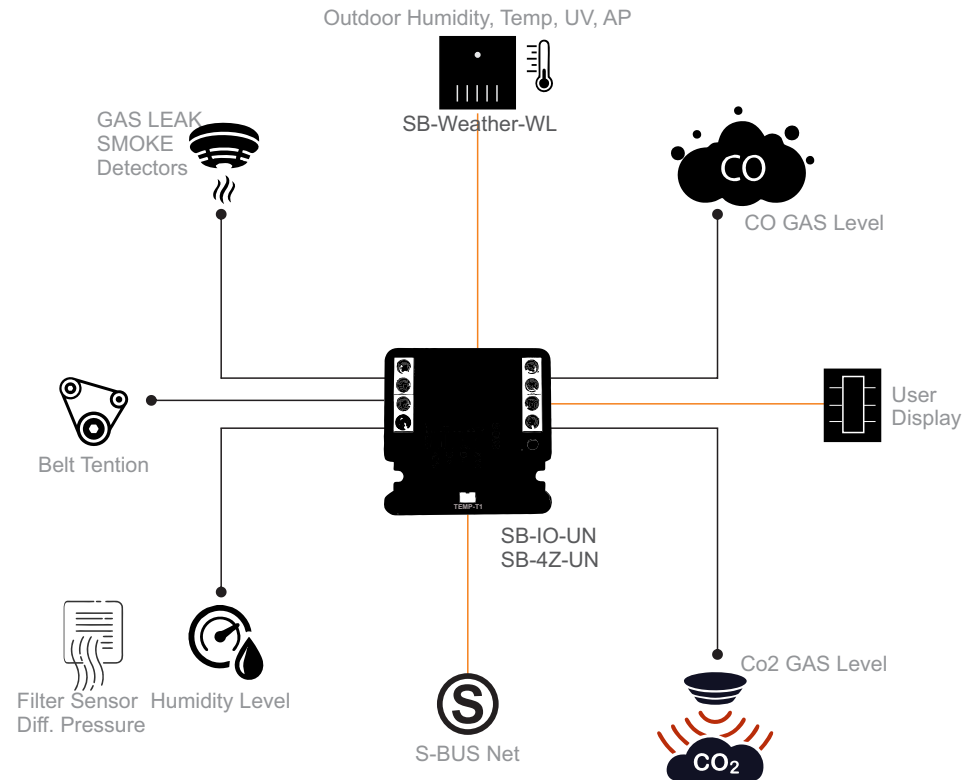 Outdoor Humidity, Temp, UV, AP
SB-Weather-WL
GAS LEAK
SMOKE
Detectors
CO
CO GAS Level
User
Display
Belt Tention
TEMP-T1
SB-IO-UN
SB-4Z-UN
Filter Sensor
Diff. Pressure
Humidity Level
S
S-BUS Net
Co2 GAS Level
CO₂